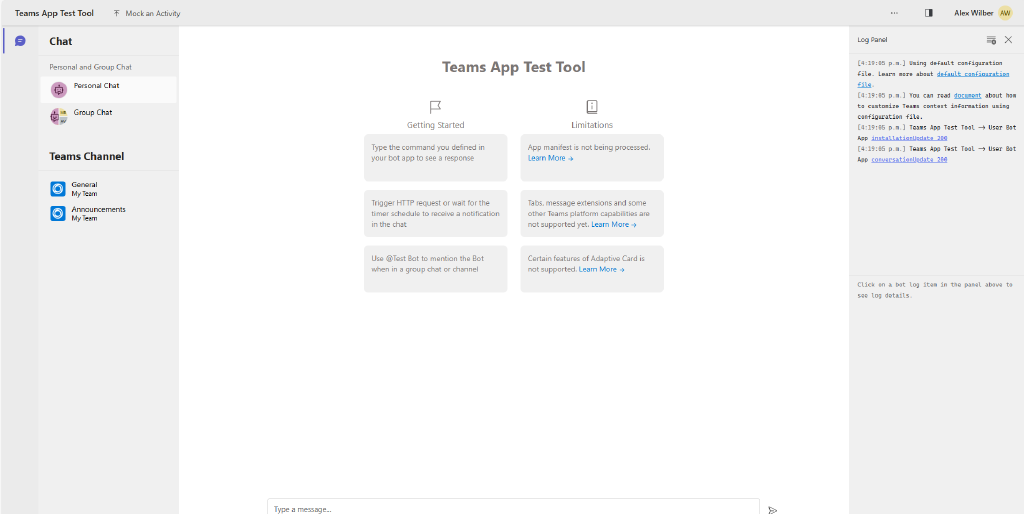 Teams App Test Tool
Mock an Activity
Alex Wilber
AW
Chat
Personal and Group Chat
Personal Chat
Group Chat
Teams Channel
General
My Team
Announcements
My Team
Teams App Test Tool
Getting Started
Type the command you defined in
your bot app to see a response
Trigger HTTP request or wait for the
timer schedule to receive a notification
in the chat
Use @Test Bot to mention the Bot
when in a group chat or channel
Limitations
App manifest is not being processed.
Learn More →
Tabs, message extensions and some
other Teams platform capabilities are
not supported yet. Learn More →
Certain features of Adaptive Card is
not supported. Learn More →
Type a message...
Log Panel
[4:19:05 p.m.] Using default configuration
file. Learn more about default configuration
file.
[4:19:05 p.m.] You can read document about how
to customize Teams context information using
configuration file.
[4:19:05 p.m.] Teams App Test Tool → User Bot
App installationUpdate 200
[4:19:05 p.m.] Teams App Test Tool → User Bot
App conversationUpdate 200
Click on a bot log item in the panel above to
see log details.